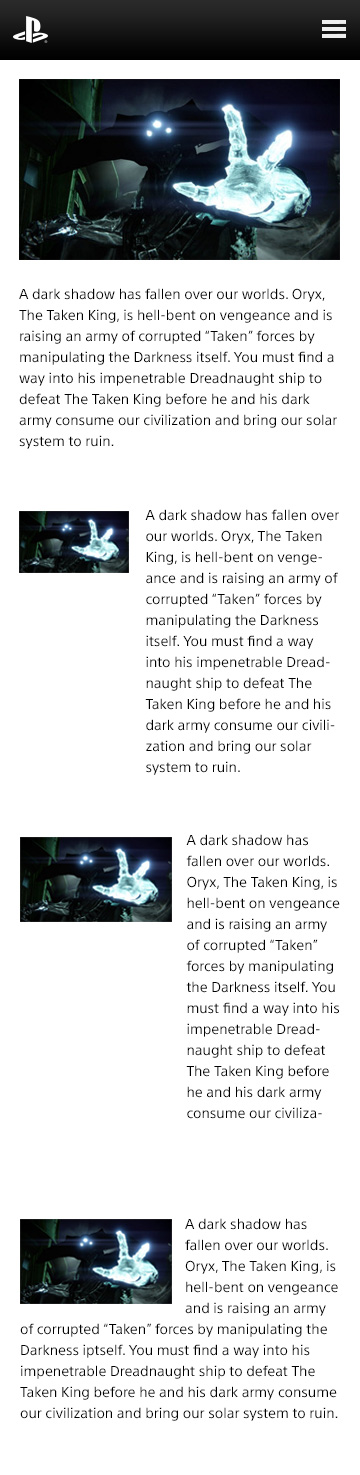 A dark shadow has fallen over our worlds. Oryx,
The Taken King, is hell-bent on vengeance and is
raising an army of corrupted “Taken” forces by
manipulating the Darkness itself. You must find a
way into his impenetrable Dreadnaught ship to
defeat The Taken King before he and his dark
army consume our civilization and bring our solar
system to ruin.
A dark shadow has fallen over
our worlds. Oryx, The Taken
King, is hell-bent on venge-
ance and is raising an army of
corrupted “Taken” forces by
manipulating the Darkness
itself. You must find a way
into his impenetrable Dread-
naught ship to defeat The
Taken King before he and his
dark army consume our civili-
zation and bring our solar
system to ruin.
A dark shadow has
fallen over our worlds.
Oryx, The Taken King, is
hell-bent on vengeance
and is raising an army
of corrupted “Taken”
forces by manipulating
the Darkness itself. You
must find a way into his
impenetrable Dread-
naught ship to defeat
The Taken King before
he and his dark army
consume our civiliza-
A dark shadow has
fallen over our worlds.
Oryx, The Taken King, is
hell-bent on vengeance
and is raising an army
of corrupted “Taken” forces by manipulating the
Darkness iptself. You must find a way into his
impenetrable Dreadnaught ship to defeat The
Taken King before he and his dark army consume
our civilization and bring our solar system to ruin.